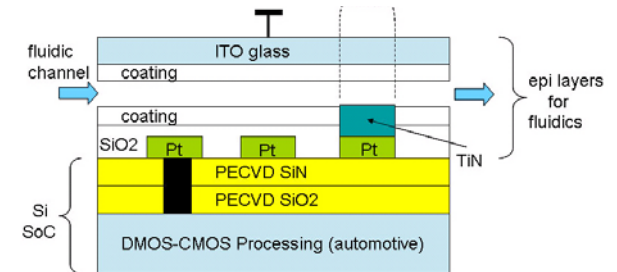 ITO glass
fluidic
channel
coating
epi layers
for
fluidics
coating
SiO2
Pt
Pt
Pt
TiN
PECVD SiN
PECVD SiO2
Si
SoC
DMOS-CMOS Processing (automotive)